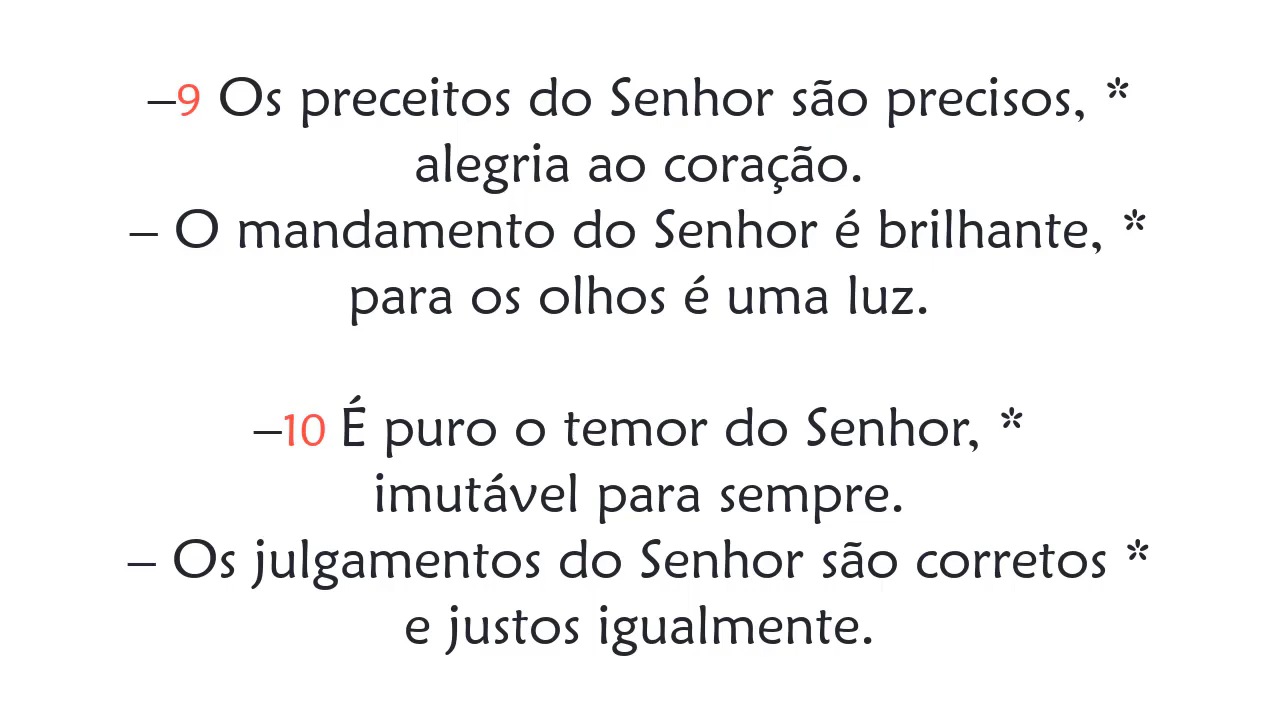 –9 Os preceitos do Senhor são precisos, *
alegria ao coração.
– O mandamento do Senhor é brilhante, *
para os olhos é uma luz.
–10 É puro o temor do Senhor, *
imutável para sempre.
– Os julgamentos do Senhor são corretos *
e justos igualmente.